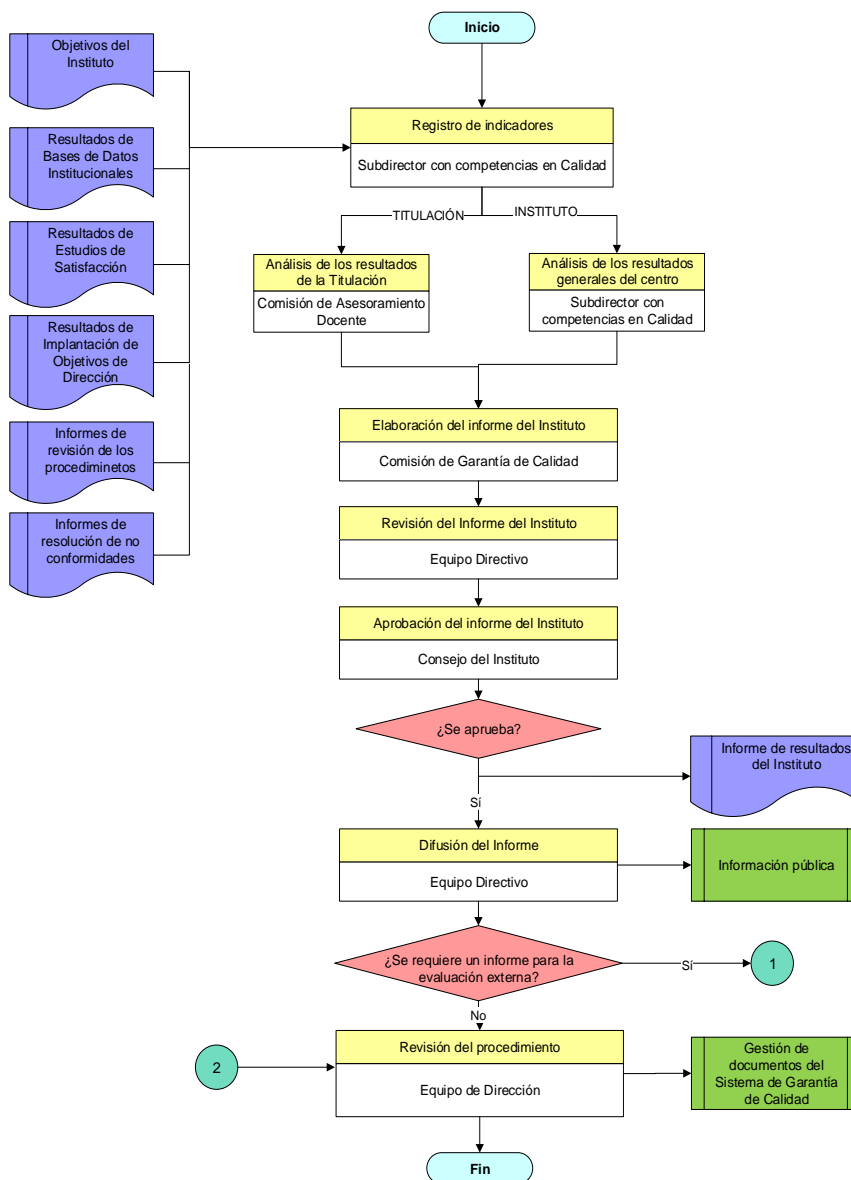 Inicio
Objetivos del
Instituto
Registro de indicadores
Subdirector con competencias en Calidad
Resultados de
Bases de Datos
Institucionales
TITULACIÓN
INSTITUTO
Resultados de
Estudios de
Satisfacción
Análisis de los resultados
de la Titulación
Comisión de Asesoramiento
Docente
Análisis de los resultados
generales del centro
Subdirector con
competencias en Calidad
Resultados de
Implantación de
Objetivos de
Dirección
Elaboración del informe del Instituto
Comisión de Garantía de Calidad
Informes de
revisión de los
procediminetos
Revisión del Informe del Instituto
Equipo Directivo
Informes de
resolución de no
conformidades
Aprobación del informe del Instituto
Consejo del Instituto
¿Se aprueba?
Informe de resultados
del Instituto
Sí
Difusión del Informe
Equipo Directivo
Información pública
¿Se requiere un informe para la
evaluación externa?
Sí
1
No
2
Revisión del procedimiento
Equipo de Dirección
Gestión de
documentos del
Sistema de Garantía
de Calidad
Fin